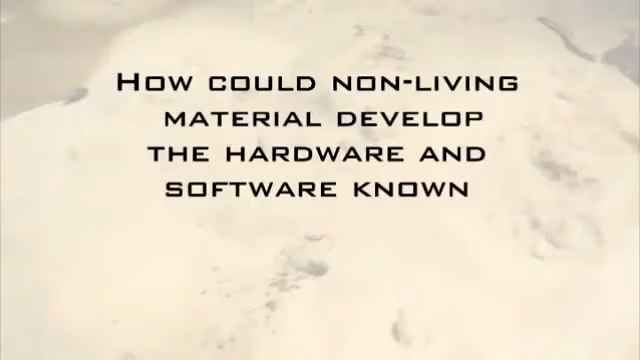 How could non-living
material develop
the hardware and
software known